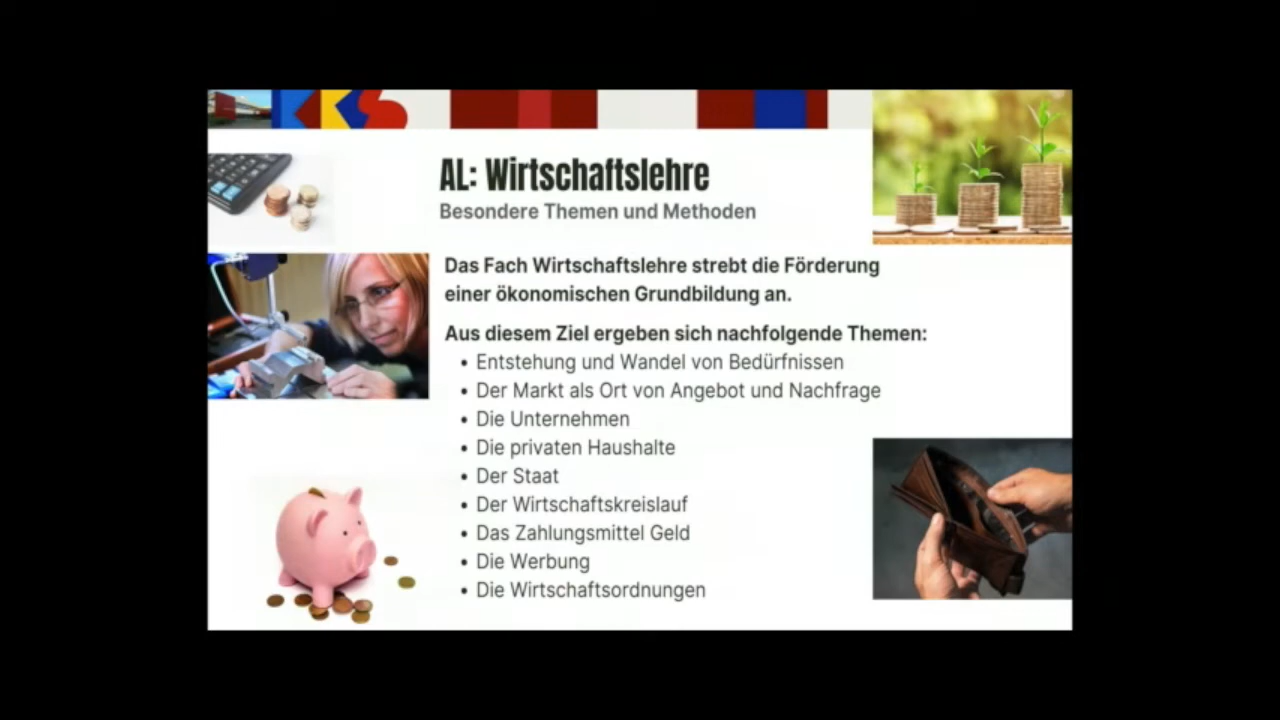 KKS
AL: Wirtschaftslehre
Besondere Themen und Methoden
Das Fach Wirtschaftslehre strebt die Förderung
einer ökonomischen Grundbildung an.
Aus diesem Ziel ergeben sich nachfolgende Themen:
• Entstehung und Wandel von Bedürfnissen
• Der Markt als Ort von Angebot und Nachfrage
• Die Unternehmen
• Die privaten Haushalte
• Der Staat
• Der Wirtschaftskreislauf
• Das Zahlungsmittel Geld
• Die Werbung
• Die Wirtschaftsordnungen